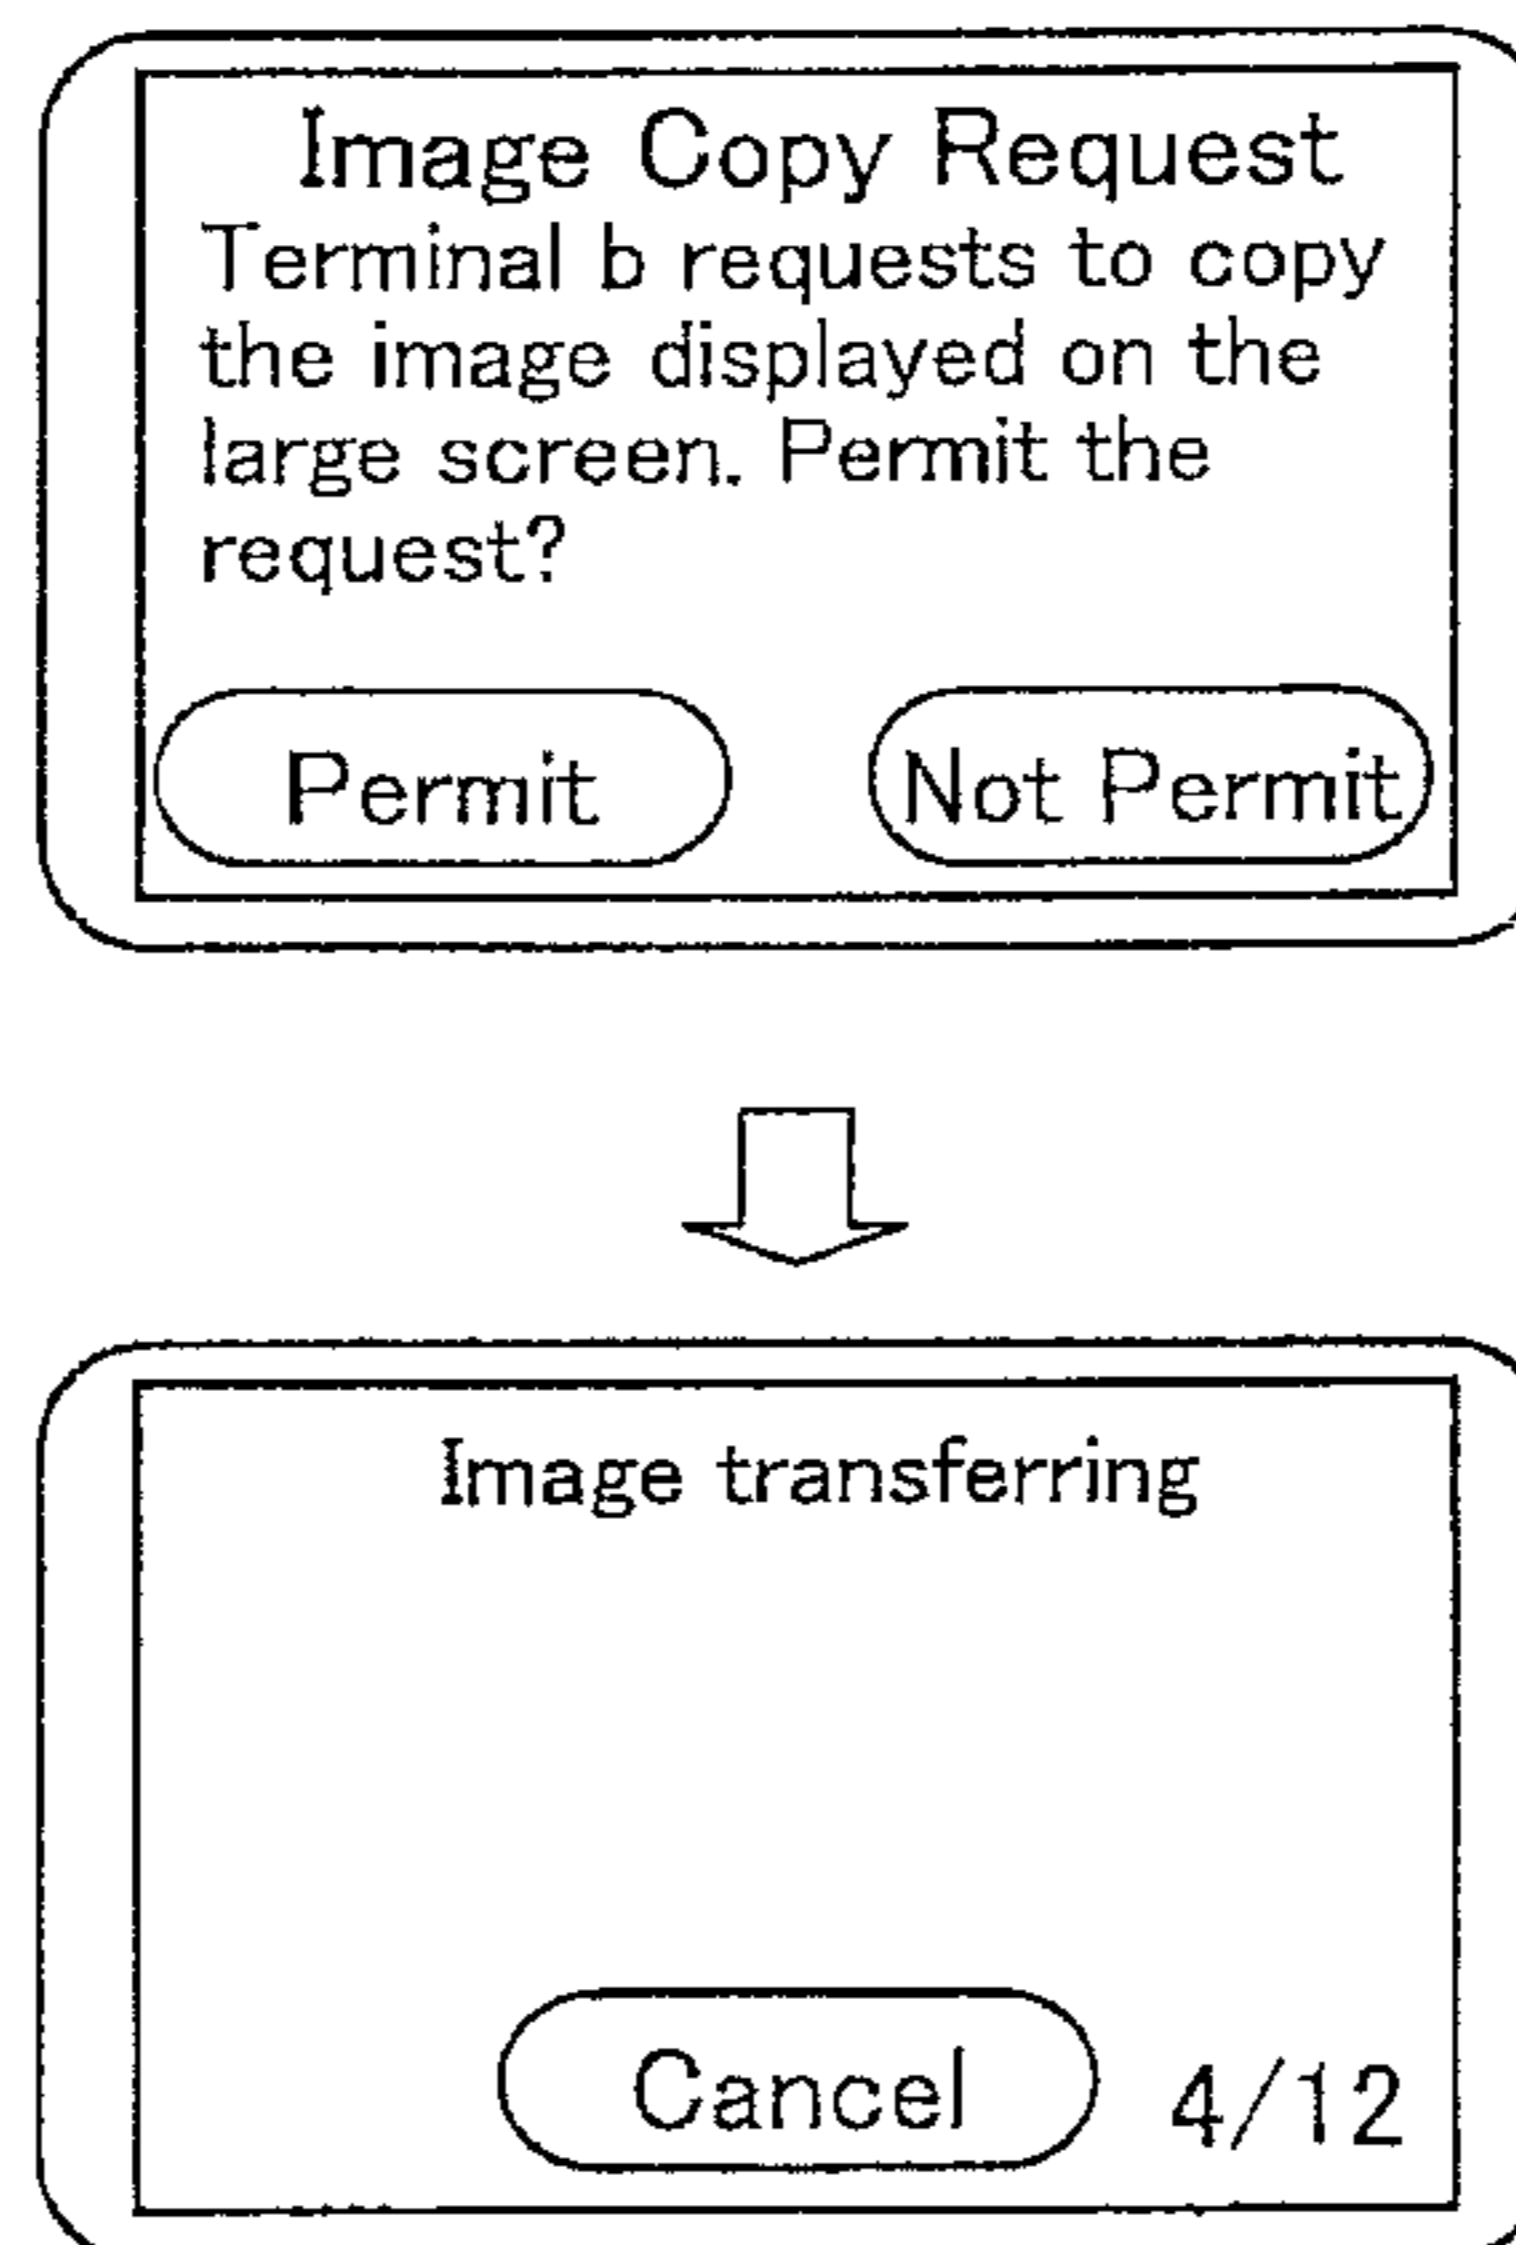 Image Copy Request
Terminal b requests to copy
the image displayed on the
large screen. Permit the
request?
Permit
Not Permit
Image transferring
Cancel
4/12